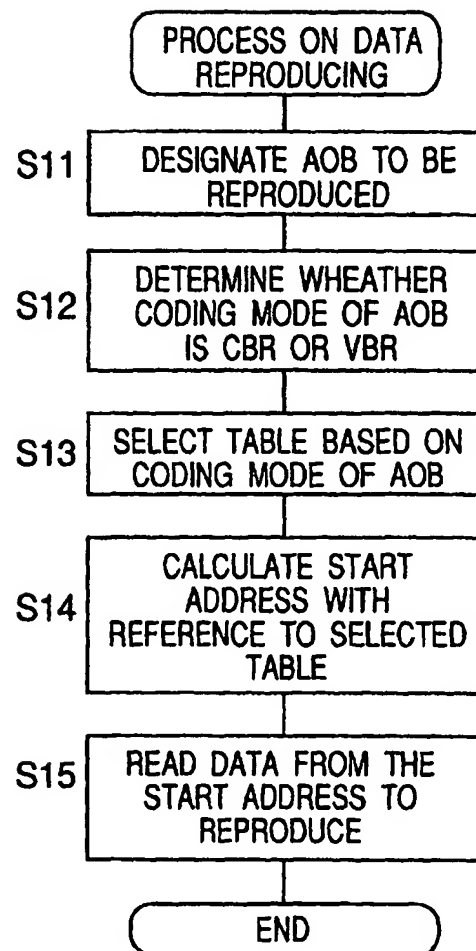 PROCESS ON DATA
REPRODUCING
S11
DESIGNATE AOB TO BE
REPRODUCED
S12
DETERMINE WHEATHER
CODING MODE OF AOB
IS CBR OR VBR
S13
SELECT TABLE BASED ON
CODING MODE OF AOB
S14
CALCULATE START
ADDRESS WITH
REFERENCE TO SELECTED
TABLE
S15
READ DATA FROM THE
START ADDRESS TO
REPRODUCE
END